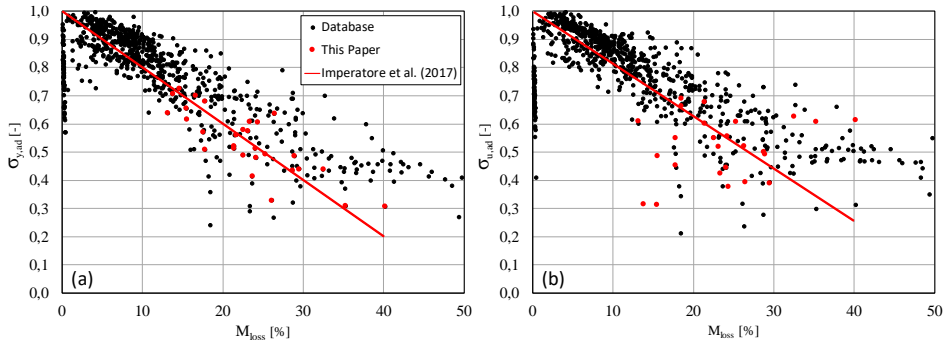 1,0
0,9
0,8
0,7
0,6
0,5
0,4
0,3
0,2
0,1
0,0
σy,ad [-]
Database
This Paper
Imperatore et al. (2017)
(a)
0 10 20 30 40 50
Mloss [%]
1,0
0,9
0,8
0,7
0,6
0,5
0,4
0,3
0,2
0,1
0,0
σu,ad [-]
(b)
0 10 20 30 40 50
Mloss [%]